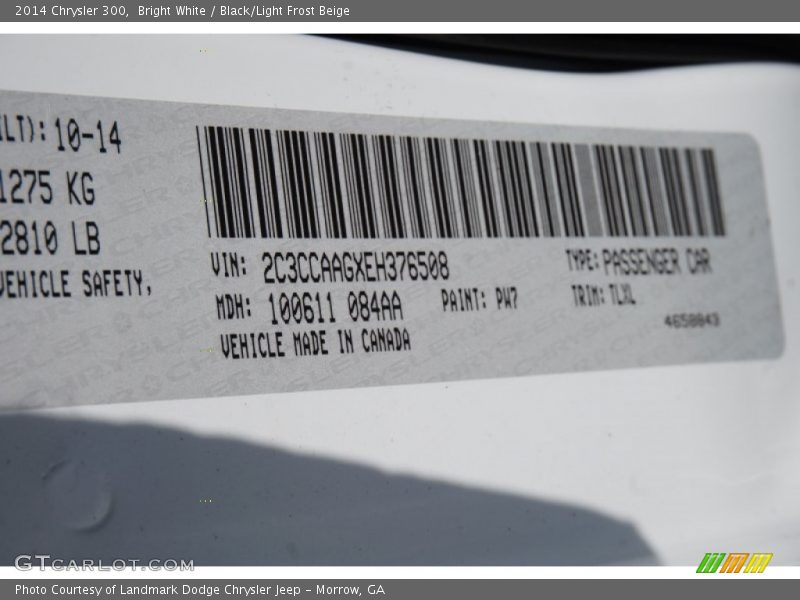 2014 Chrysler 300,  Bright White / Black/Light Frost Beige
ILT): 10-14
1275 KG
2810 LB
VEHICLE SAFETY,
VIN: 2C3CCAAGXEH376508
TYPE: PASSENGER CAR
MDH: 100611 084AA
PAINT: PW7
TRIM: TLXL
VEHICLE MADE IN CANADA
4658843
GTCARLOT.COM
Photo Courtesy of Landmark Dodge Chrysler Jeep – Morrow, GA